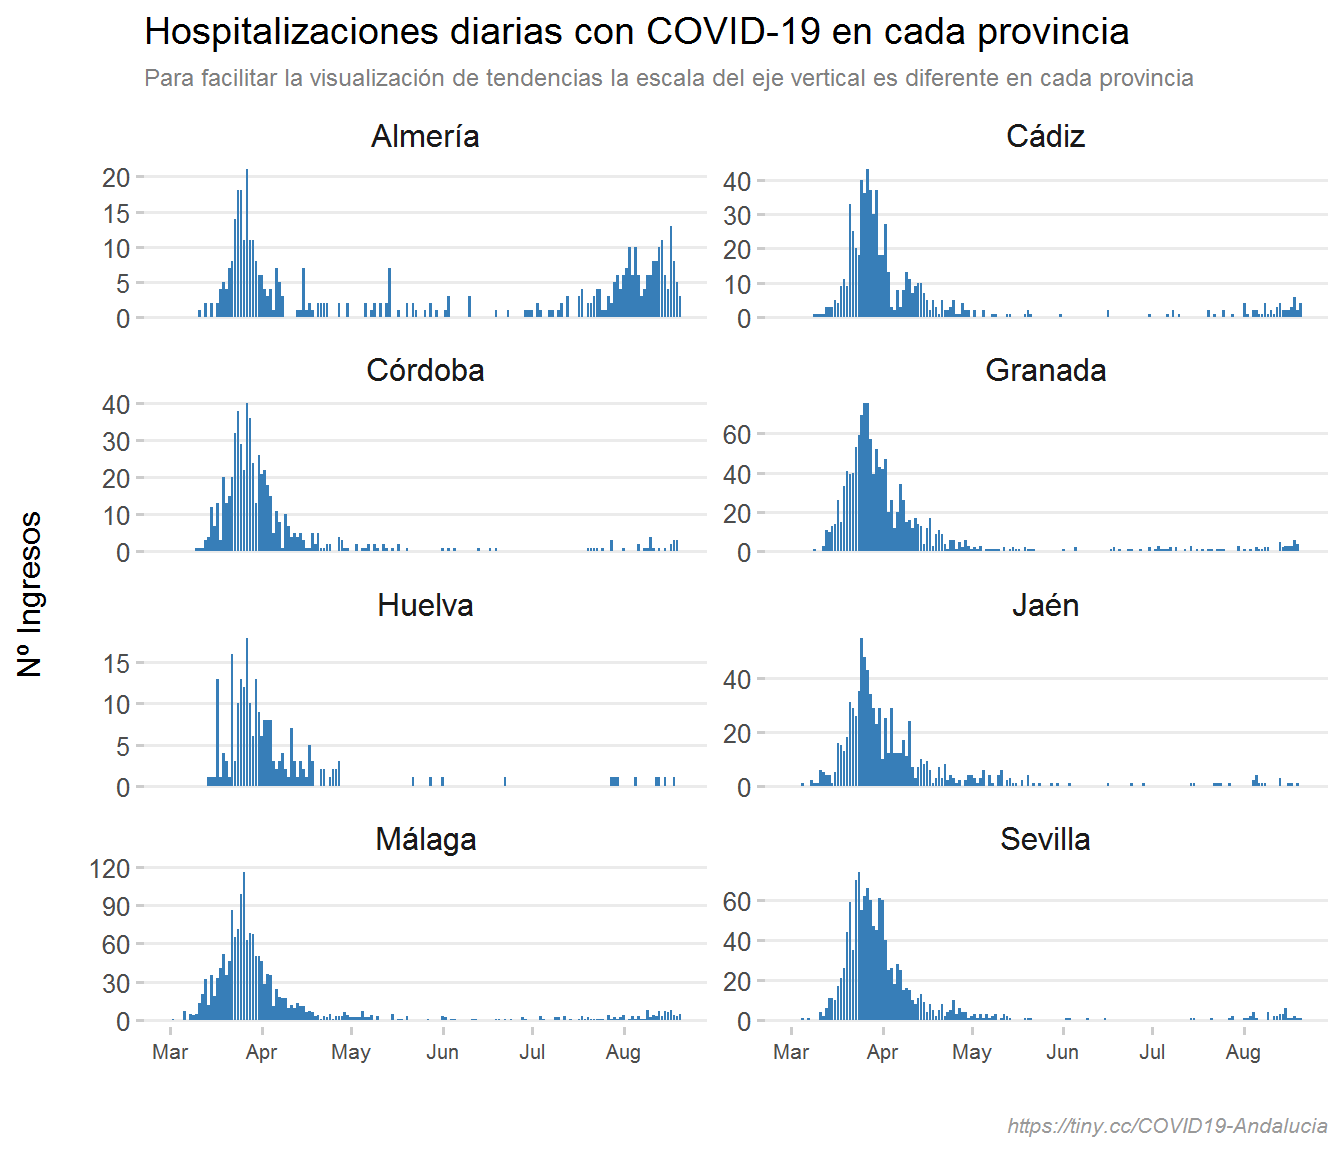 Hospitalizaciones diarias con COVID-19 en cada provincia
Para facilitar la visualización de tendencias la escala del eje vertical es diferente en cada provincia
Nº Ingresos
Almería
20
15
10
5
0
Cádiz
40
30
20
10
0
Córdoba
40
30
20
10
0
Granada
60
40
20
0
Huelva
15
10
5
0
Jaén
40
20
0
Málaga
120
90
60
30
0
Mar Apr May Jun Jul Aug
Sevilla
60
40
20
0
Mar Apr May Jun Jul Aug
https://tiny.cc/COVID19-Andalucia